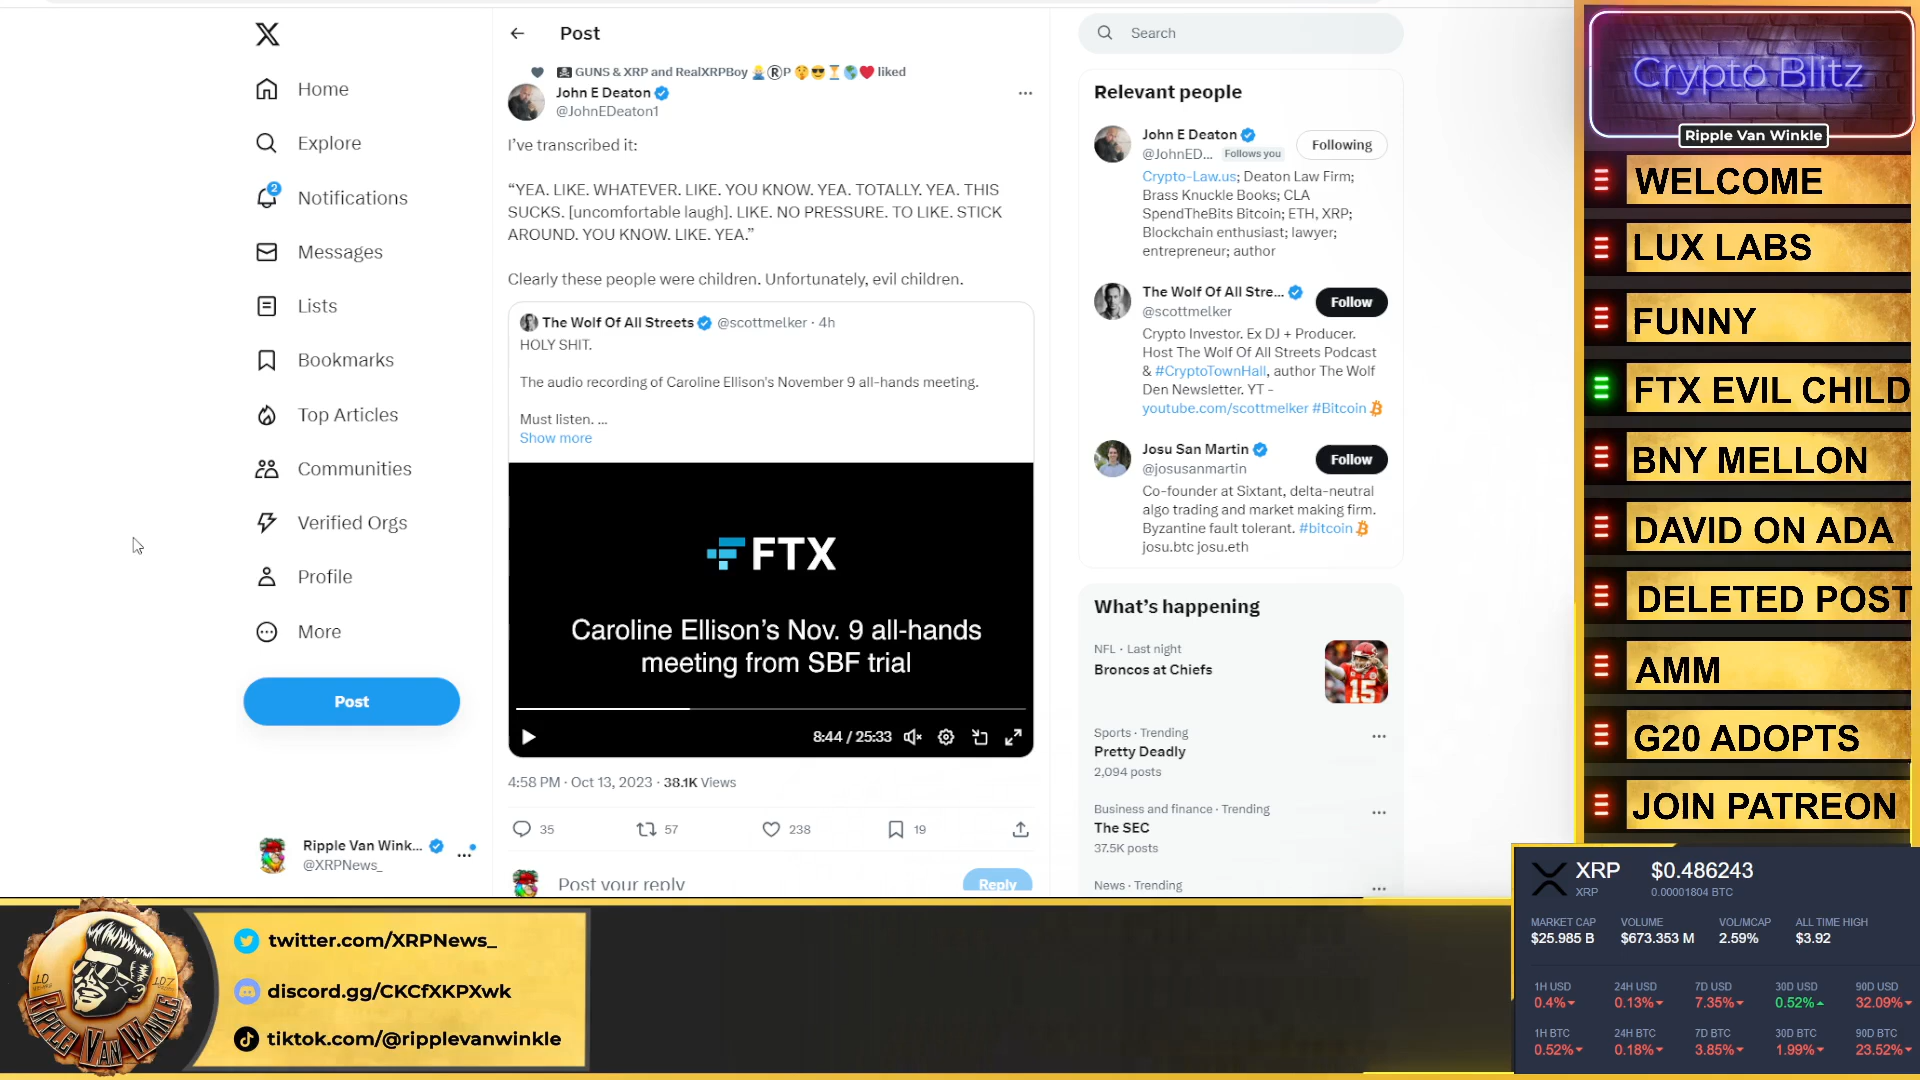 Home
Explore
2
Notifications
Messages
Lists
Bookmarks
Top Articles
Communities
Verified Orgs
Profile
More
Post
Ripple Van Wink...
@XRPNews_
Post
GUNS & XRP and RealXRPBoy ®P liked
John E Deaton
@JohnEDeaton1
I've transcribed it:
“YEA. LIKE. WHATEVER. LIKE. YOU KNOW. YEA. TOTALLY. YEA. THIS
SUCKS. [uncomfortable laugh]. LIKE. NO PRESSURE. TO LIKE. STICK
AROUND. YOU KNOW. LIKE. YEA.”
Clearly these people were children. Unfortunately, evil children.
The Wolf Of All Streets @scottmelker · 4h
HOLY SHIT.
The audio recording of Caroline Ellison's November 9 all-hands meeting.
Must listen. ...
Show more
FTX
Caroline Ellison's Nov. 9 all-hands
meeting from SBF trial
8:44 / 25:33
4:58 PM · Oct 13, 2023 · 38.1K Views
35
57
238
19
Post your reply
Reply
Search
Relevant people
John E Deaton
@JohnED... Follows you
Following
Crypto-Law.us; Deaton Law Firm;
Brass Knuckle Books; CLA
SpendTheBits Bitcoin; ETH, XRP;
Blockchain enthusiast; lawyer;
entrepreneur; author
The Wolf Of All Stre...
@scottmelker
Follow
Crypto Investor. Ex DJ + Producer.
Host The Wolf Of All Streets Podcast
& #CryptoTownHall, author The Wolf
Den Newsletter. YT -
youtube.com/scottmelker #Bitcoin
Josu San Martin
@josusanmartin
Follow
Co-founder at Sixtant, delta-neutral
algo trading and market making firm.
Byzantine fault tolerant. #bitcoin
josu.btc josu.eth
What's happening
NFL · Last night
Broncos at Chiefs
15
Sports · Trending
Pretty Deadly
2,094 posts
Business and finance · Trending
The SEC
37.5K posts
News · Trending
Crypto Blitz
Ripple Van Winkle
WELCOME
LUX LABS
FUNNY
FTX EVIL CHILD
BNY MELLON
DAVID ON ADA
DELETED POST
AMM
G20 ADOPTS
JOIN PATREON
XRP $0.486243
XRP 0.00001804 BTC
MARKET CAP VOLUME VOL/MCAP ALL TIME HIGH
$25.985 B $673.353 M 2.59% $3.92
1H USD 24H USD 7D USD 30D USD 90D USD
0.4% 0.13% 7.35% 0.52% 32.09%
1H BTC 24H BTC 7D BTC 30D BTC 90D BTC
0.52% 0.18% 3.85% 1.99% 23.52%
RIPPLE VAN WINKLE
twitter.com/XRPNews_
discord.gg/CKCfXKPXwk
tiktok.com/@ripplevanwinkle